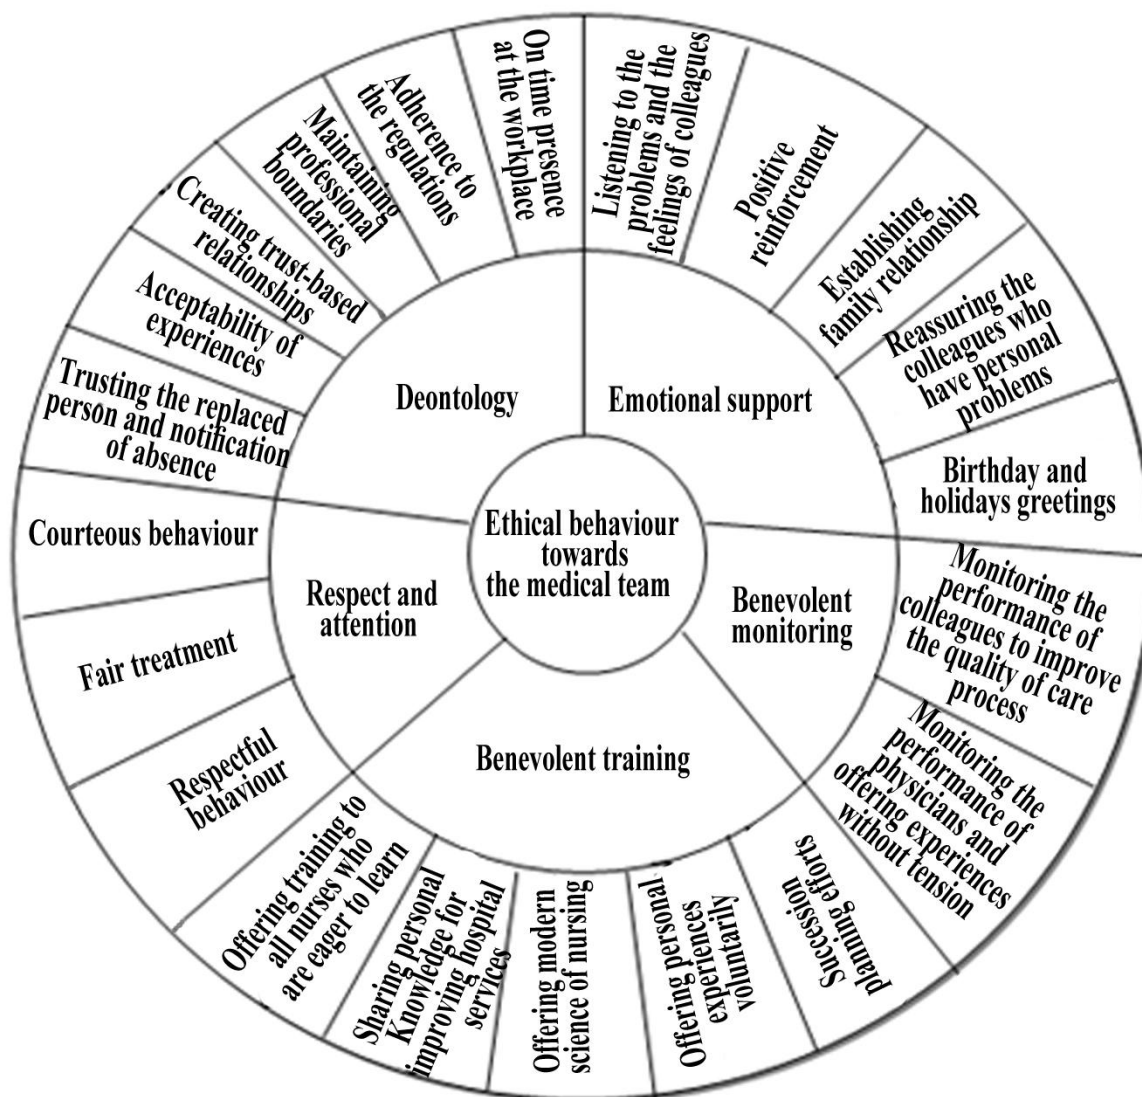 Ethical behaviour
towards
the medical team
Emotional support
Benevolent
monitoring
Benevolent training
Respect and
attention
Deontology
Listening to the
problems and the
feelings of colleagues
Positive
reinforcement
Establishing
family relationship
Reassuring the
colleagues who
have personal
problems
Birthday and
holidays greetings
Monitoring the
performance of
colleagues to improve
the quality of care
process
Monitoring the
performance of
physicians and
offering experiences
without tension
Succession
planning efforts
Offering personal
experiences
voluntarily
Offering modern
science of nursing
Sharing personal
Knowledge for
improving hospital
services
Offering training to
all nurses who
are eager to learn
Respectful
behaviour
Fair treatment
Courteous behaviour
Trusting the replaced
person and notification
of absence
Acceptability of
experiences
Creating trust-based
relationships
Maintaining
professional
boundaries
Adherence to
the regulations
On time presence
at the workplace